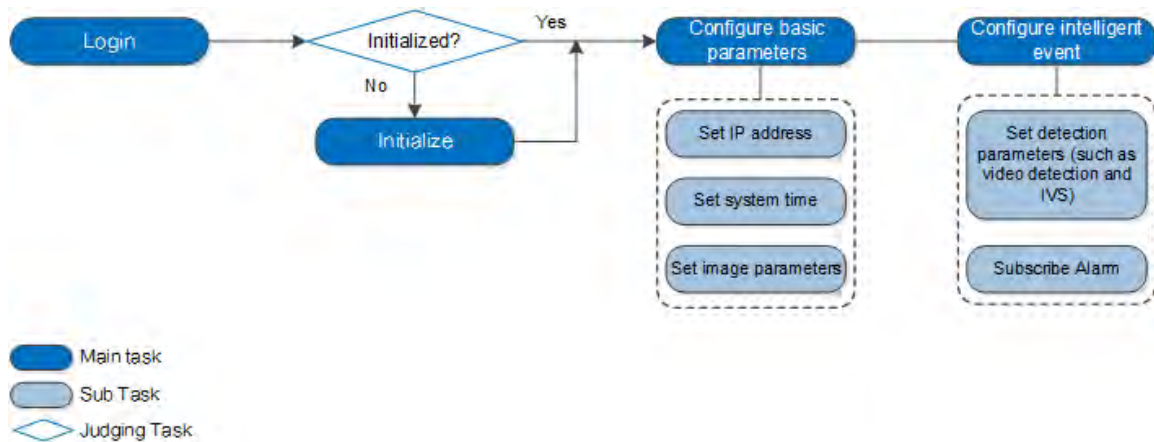 Login
Initialized?
Yes
No
Initialize
Configure basic
parameters
Set IP address
Set system time
Set image parameters
Configure intelligent
event
Set detection
parameters (such as
video detection and
IVS)
Subscribe Alarm
Main task
Sub Task
Judging Task